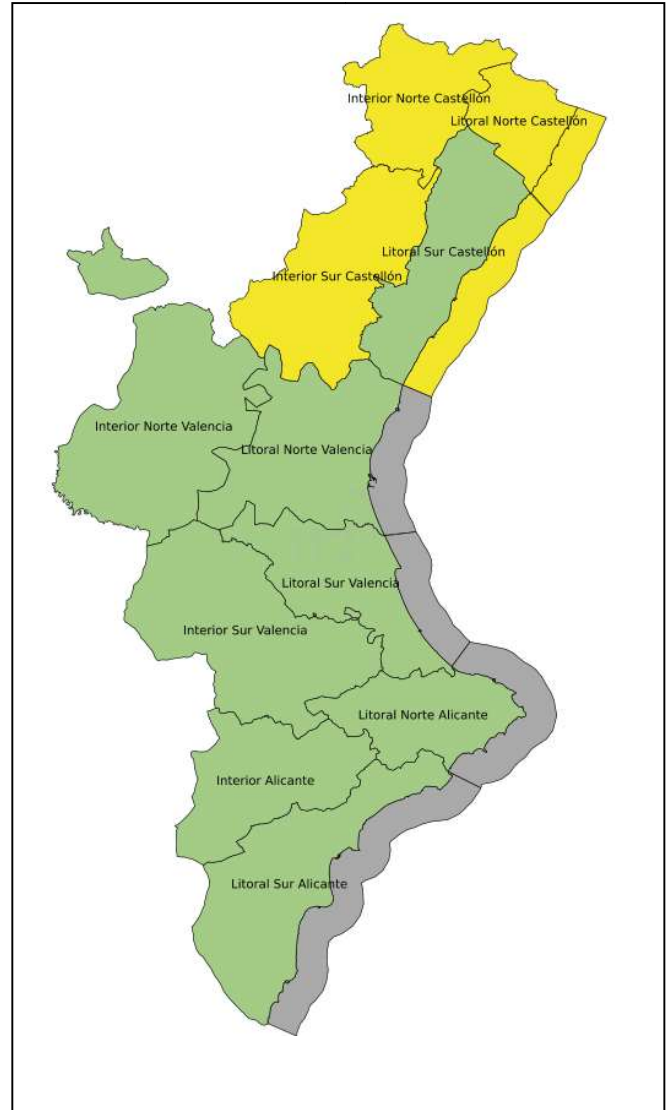 Interior Norte Castellón
Litoral Norte Castellón
Litoral Sur Castellón
Interior Sur Castellón
Interior Norte Valencia
Litoral Norte Valencia
Litoral Sur Valencia
Interior Sur Valencia
Litoral Norte Alicante
Interior Alicante
Litoral Sur Alicante